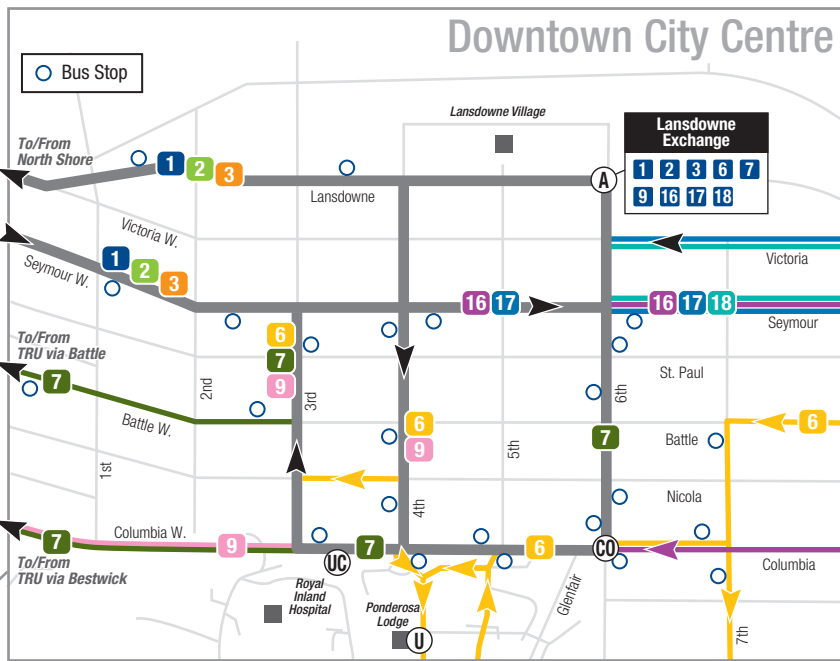 Downtown City Centre
Bus Stop
Lansdowne Village
Lansdowne
Exchange
1 2 3 6 7
9 16 17 18
To/From
North Shore
1 2 3
A
Lansdowne
Victoria W.
Victoria
Seymour W.
1 2 3
16 17
16 17 18
Seymour
To/From
TRU via Battle
7
6
7
9
2nd
3rd
St. Paul
6th
Battle W.
6
9
5th
7
Battle
6
1st
4th
Nicola
Columbia W.
7
9
7
6
CO
Columbia
To/From
TRU via Bestwick
UC
Royal
Inland
Hospital
Ponderosa
Lodge
U
Glenfair
7th